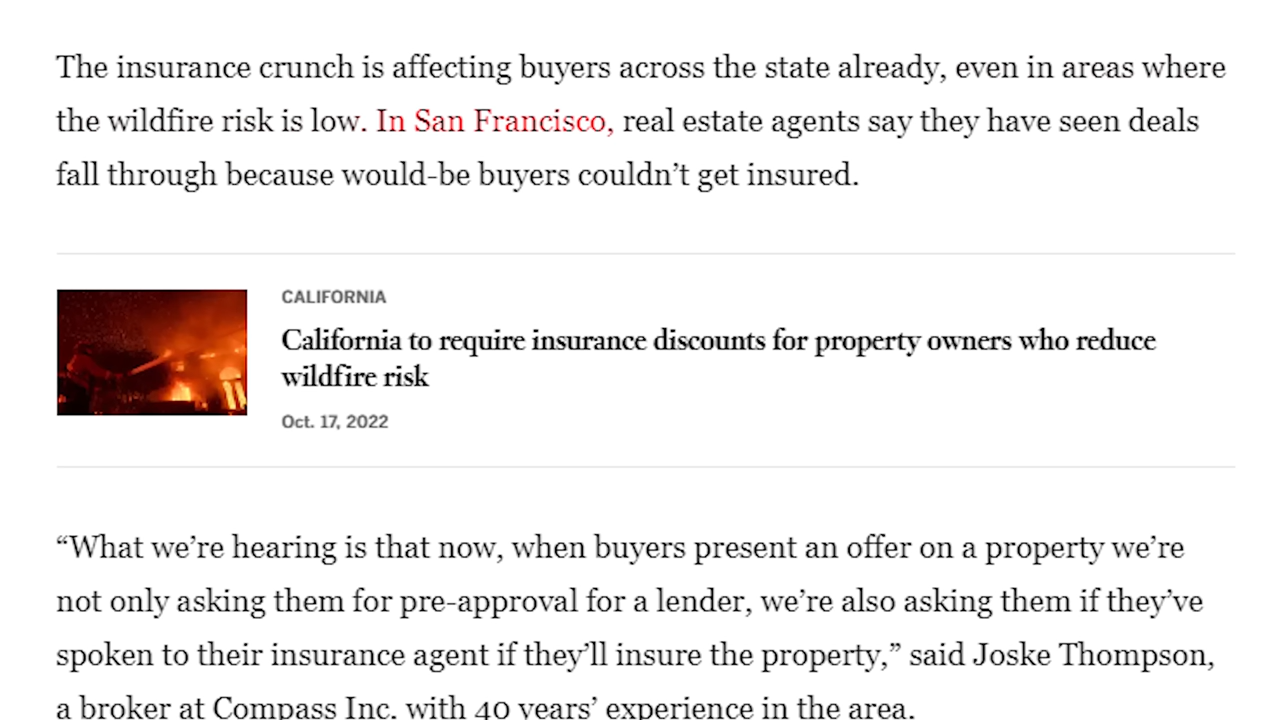 The insurance crunch is affecting buyers across the state already, even in areas where
the wildfire risk is low. In San Francisco, real estate agents say they have seen deals
fall through because would-be buyers couldn’t get insured.
CALIFORNIA
California to require insurance discounts for property owners who reduce
wildfire risk
Oct. 17, 2022
“What we’re hearing is that now, when buyers present an offer on a property we’re
not only asking them for pre-approval for a lender, we’re also asking them if they’ve
spoken to their insurance agent if they’ll insure the property,” said Joske Thompson,
a broker at Compass Inc. with 40 years’ experience in the area.